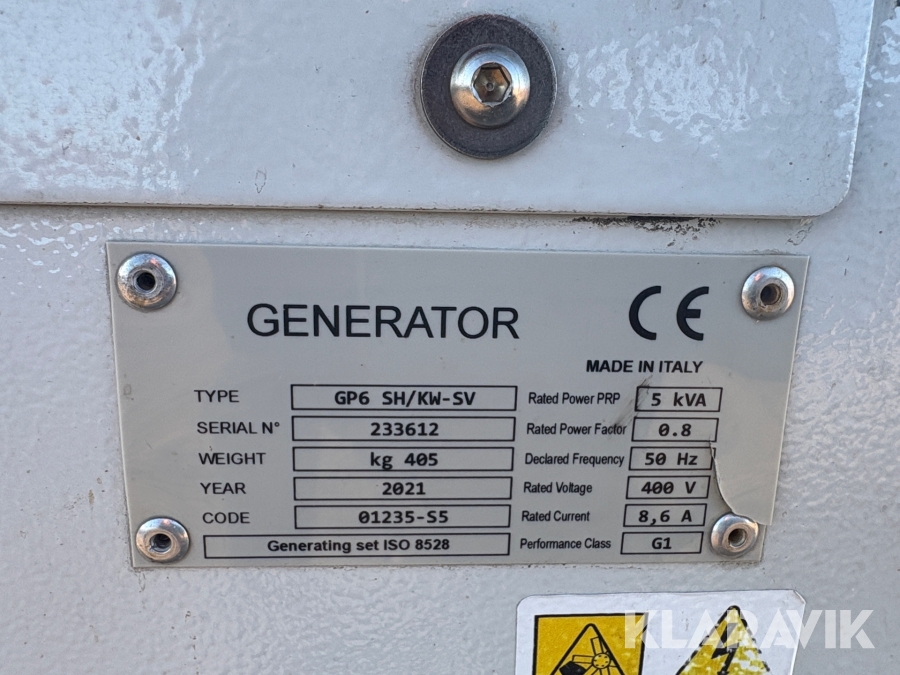 GENERATOR CE
MADE IN ITALY
TYPE GP6 SH/KW-SV Rated Power PRP 5 kVA
SERIAL N° 233612 Rated Power Factor 0.8
WEIGHT kg 405 Declared Frequency 50 Hz
YEAR 2021 Rated Voltage 400 V
CODE 01235-S5 Rated Current 8,6 A
Generating set ISO 8528 Performance Class G1
KLARAVIK